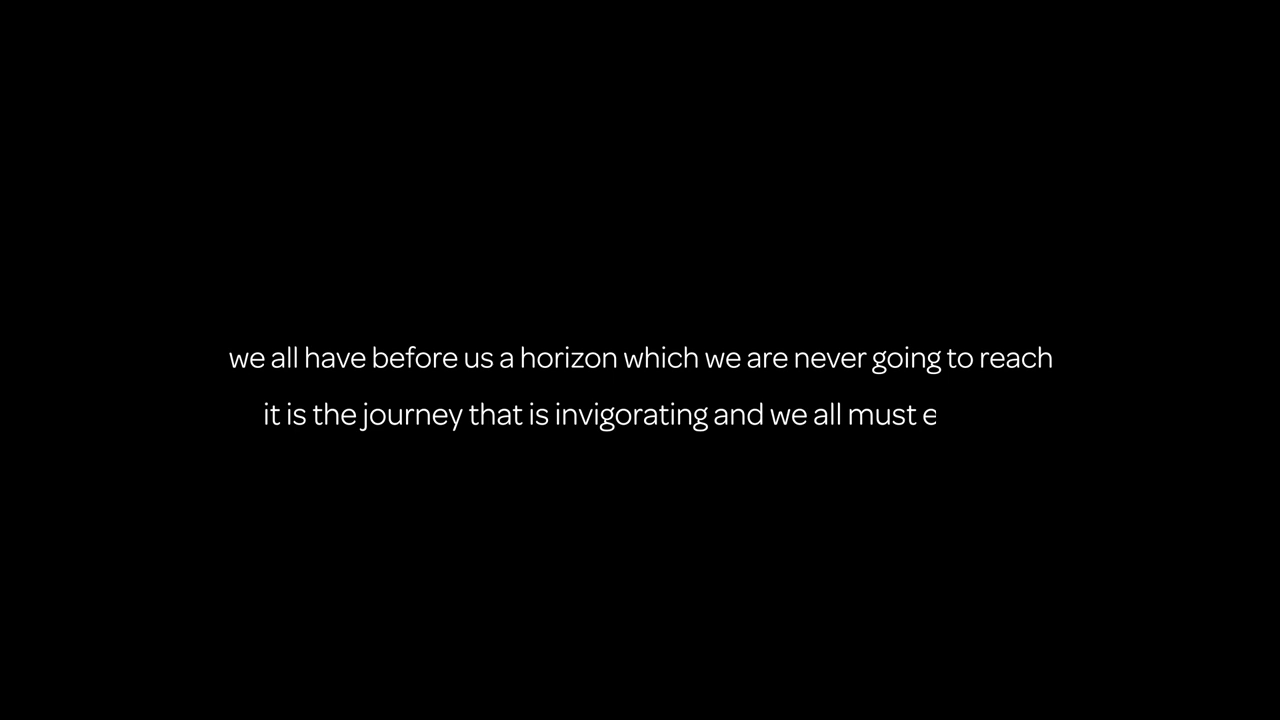 we all have before us a horizon which we are never going to reach
it is the journey that is invigorating and we all must e